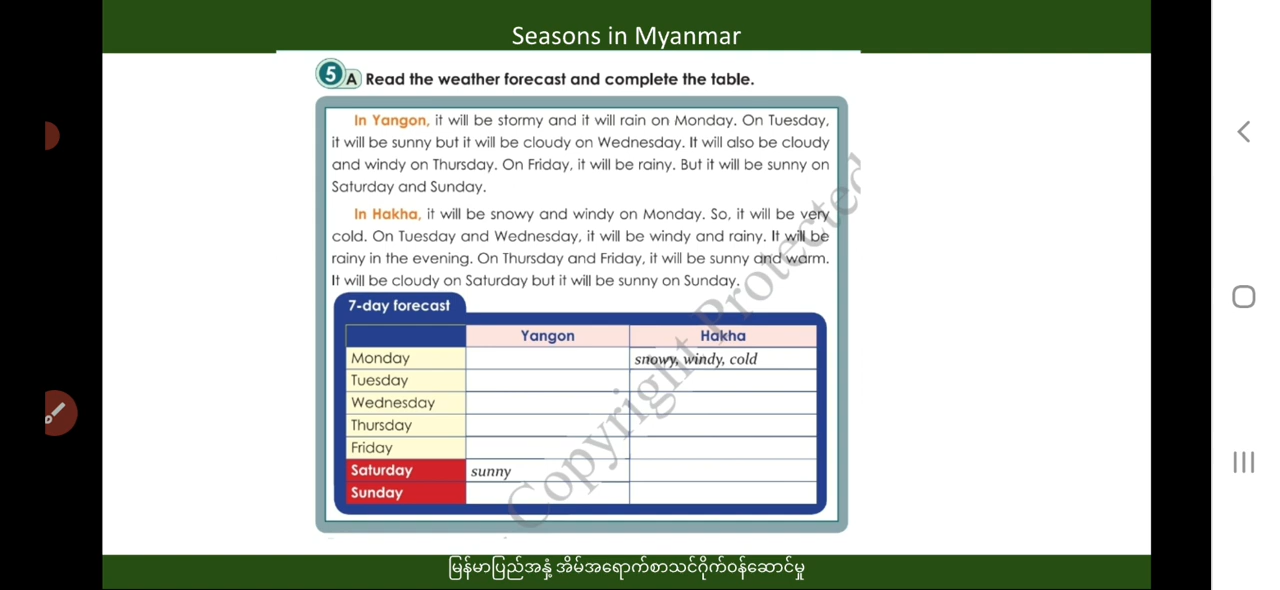 Seasons in Myanmar
5 A Read the weather forecast and complete the table.
In Yangon, it will be stormy and it will rain on Monday. On Tuesday,
it will be sunny but it will be cloudy on Wednesday. It will also be cloudy
and windy on Thursday. On Friday, it will be rainy. But it will be sunny on
Saturday and Sunday.
In Hakha, it will be snowy and windy on Monday. So, it will be very
cold. On Tuesday and Wednesday, it will be windy and rainy. It will be
rainy in the evening. On Thursday and Friday, it will be sunny and warm.
It will be cloudy on Saturday but it will be sunny on Sunday.
7-day forecast
Yangon Hakha
Monday snowy, windy, cold
Tuesday
Wednesday
Thursday
Friday
Saturday sunny
Sunday
Copyright Protected
မြန်မာပြည်အနှံ့ အိမ်အရောက်စာသင်ဝိုက်ဝန်ဆောင်မှု